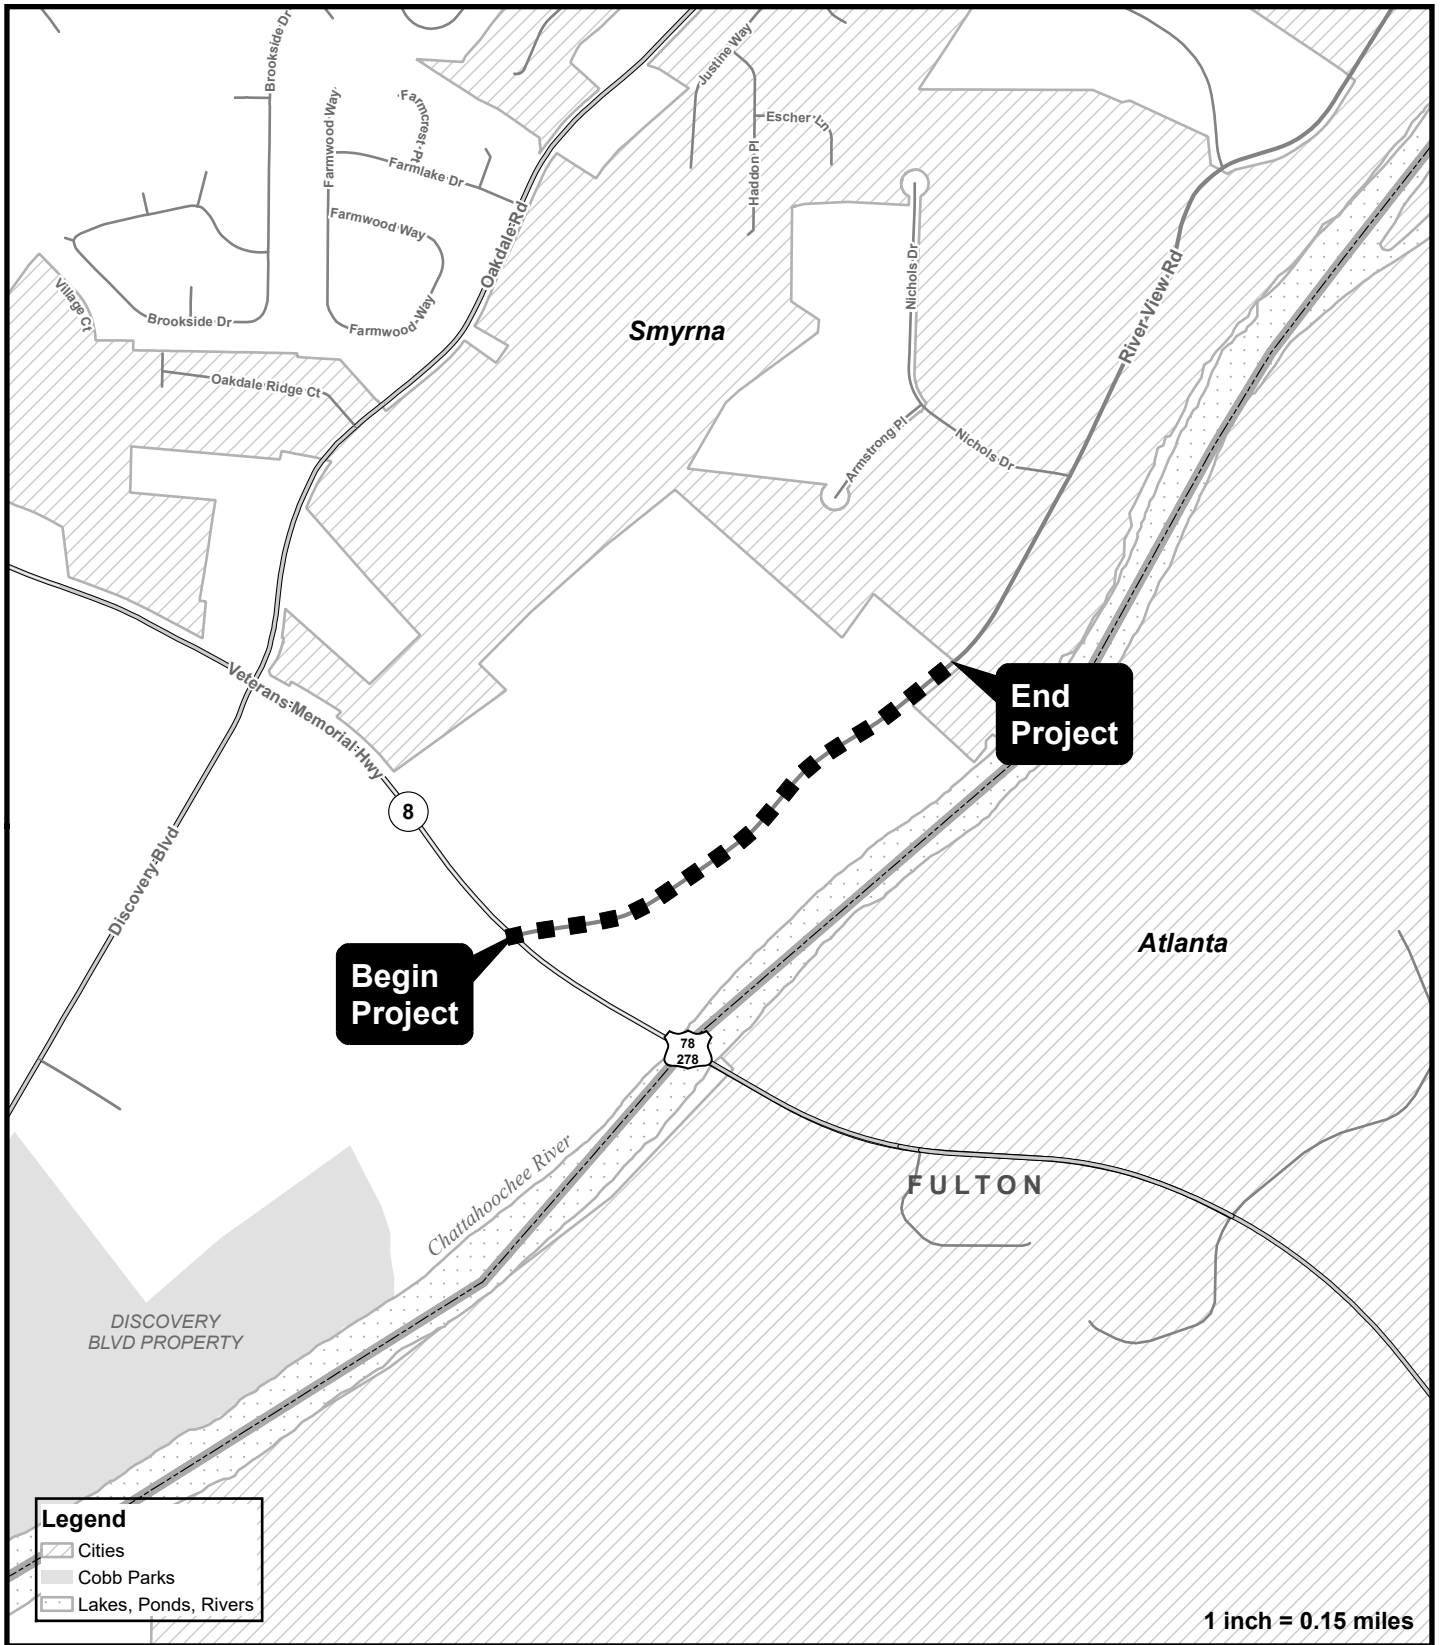 Brookside Dr
Farmwood Way
Farmcrest Pt
Farmlake Dr
Farmwood Way
Farmwood Way
Brookside Dr
Village Ct
Oakdale Ridge Ct
Oakdale Rd
Justine Way
Escher Ln
Haddon Pl
Nichols Dr
Smyrna
River View Rd
Armstrong Pl
Nichols Dr
Veterans Memorial Hwy
8
Discovery Blvd
End
Project
Begin
Project
Atlanta
78
278
Chattahoochee River
FULTON
DISCOVERY
BLVD PROPERTY
Legend
Cities
Cobb Parks
Lakes, Ponds, Rivers
1 inch = 0.15 miles